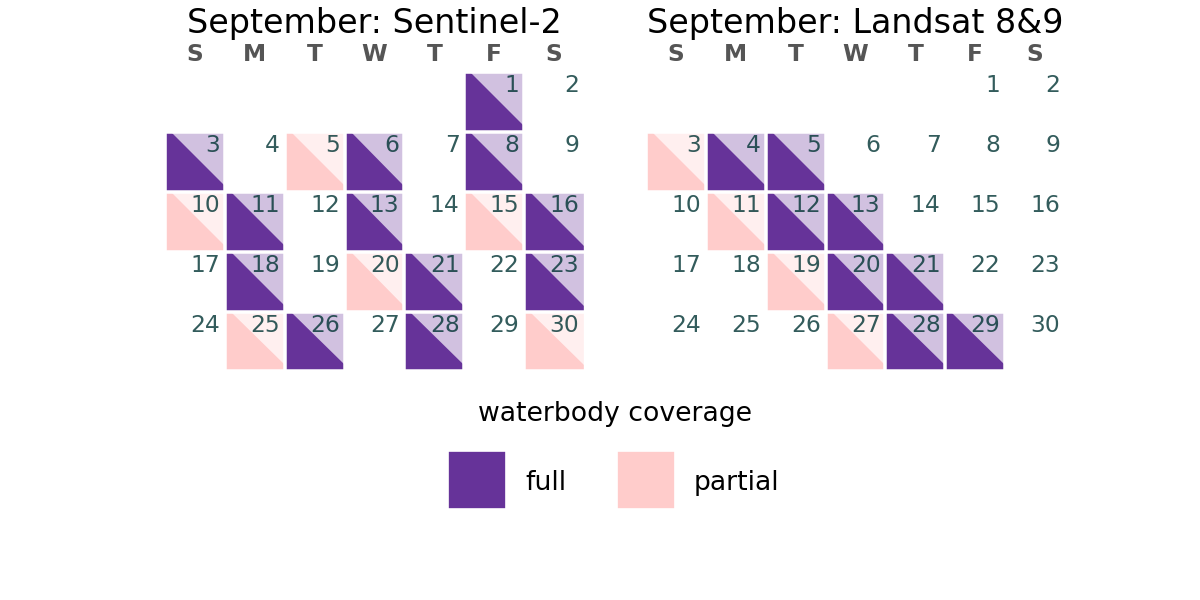 September: Sentinel-2
S M T W T F S
1 2
3 4 5 6 7 8 9
10 11 12 13 14 15 16
17 18 19 20 21 22 23
24 25 26 27 28 29 30
September: Landsat 8&9
S M T W T F S
1 2
3 4 5 6 7 8 9
10 11 12 13 14 15 16
17 18 19 20 21 22 23
24 25 26 27 28 29 30
waterbody coverage
full partial